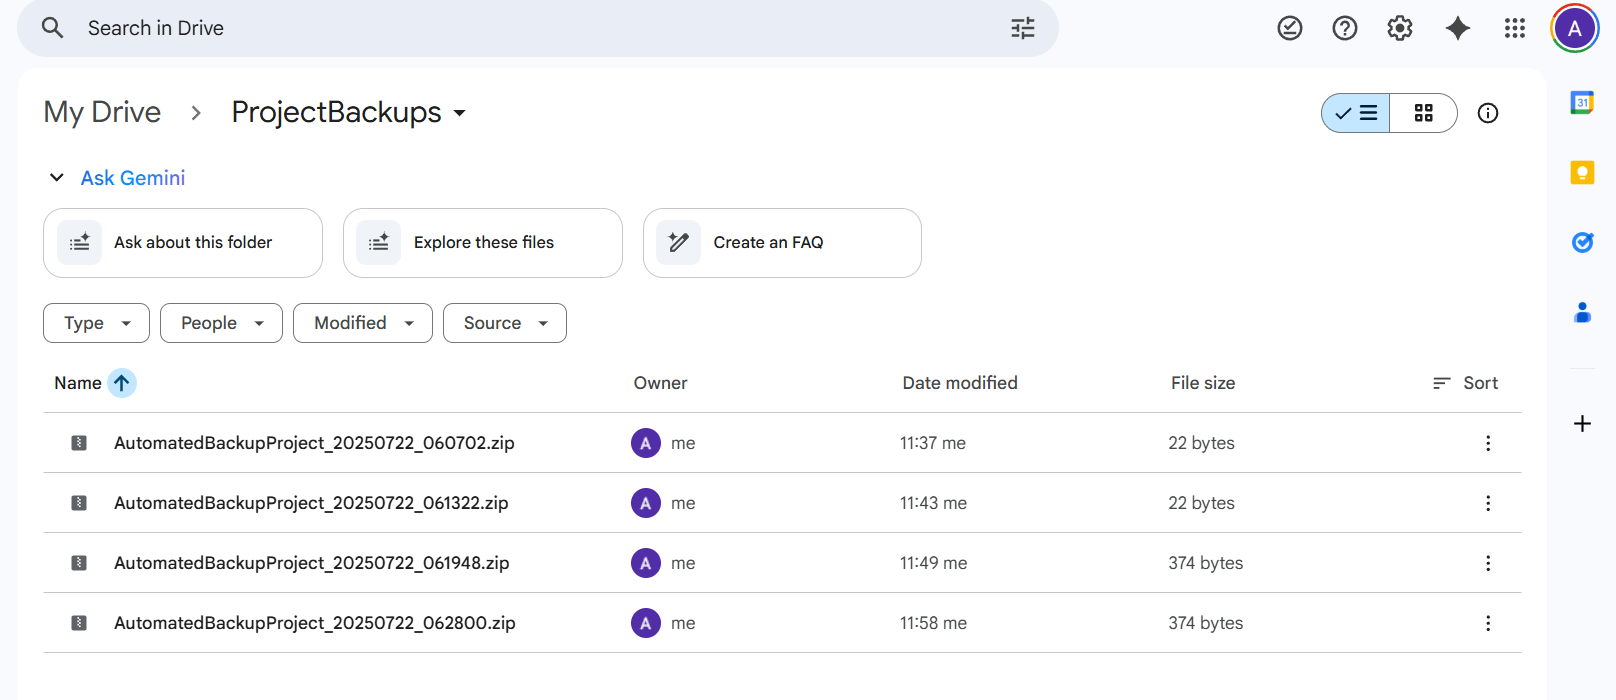 Search in Drive
A
My Drive > ProjectBackups
31
Ask Gemini
Ask about this folder Explore these files Create an FAQ
Type People Modified Source
Name Owner Date modified File size Sort
AutomatedBackupProject_20250722_060702.zip A me 11:37 me 22 bytes
AutomatedBackupProject_20250722_061322.zip A me 11:43 me 22 bytes
AutomatedBackupProject_20250722_061948.zip A me 11:49 me 374 bytes
AutomatedBackupProject_20250722_062800.zip A me 11:58 me 374 bytes